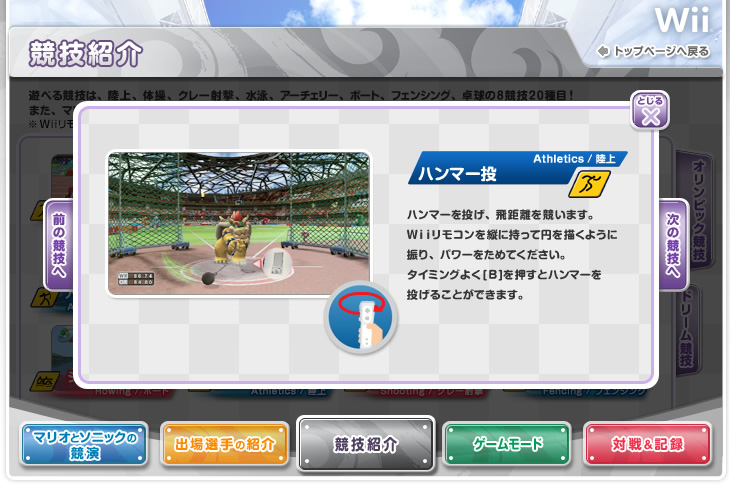 Wii
トップページへ戻る
競技紹介
遊べる競技は、陸上、体操、クレー射撃、水泳、アーチェリー、ボート、フェンシング、卓球の8競技20種目!
また、マ
※Wiiリモ
とじる
Athletics / 陸上
ハンマー投
ハンマーを投げ、飛距離を競います。
Wiiリモコンを縦に持って円を描くように
振り、パワーをためてください。
タイミングよく[B]を押すとハンマーを
投げることができます。
前の競技へ
次の競技へ
オリンピック競技
ドリーム競技
Rowing / ボート
Athletics / 陸上
Shooting / クレー射撃
Fencing / フェンシング
マリオとソニックの
競演
出場選手の紹介
競技紹介
ゲームモード
対戦&記録